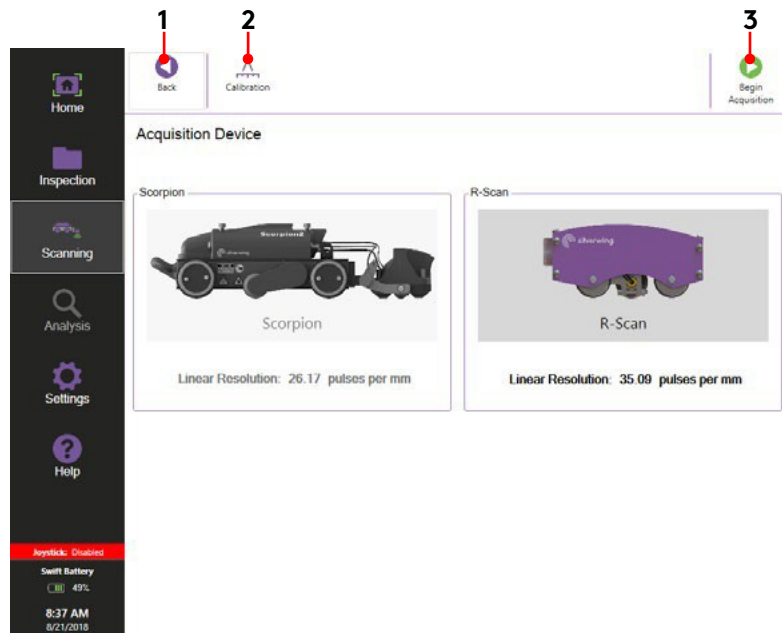 1
2
3
Home
Inspection
Scanning
Analysis
Settings
Help
Joystick: Disabled
Swift Battery
49%
8:37 AM
8/21/2018
Back
Calibration
Begin
Acquisition
Acquisition Device
Scorpion
Scorpion2
silverwing
Scorpion
Linear Resolution: 26.17 pulses per mm
R-Scan
silverwing
R-Scan
Linear Resolution: 35.09 pulses per mm